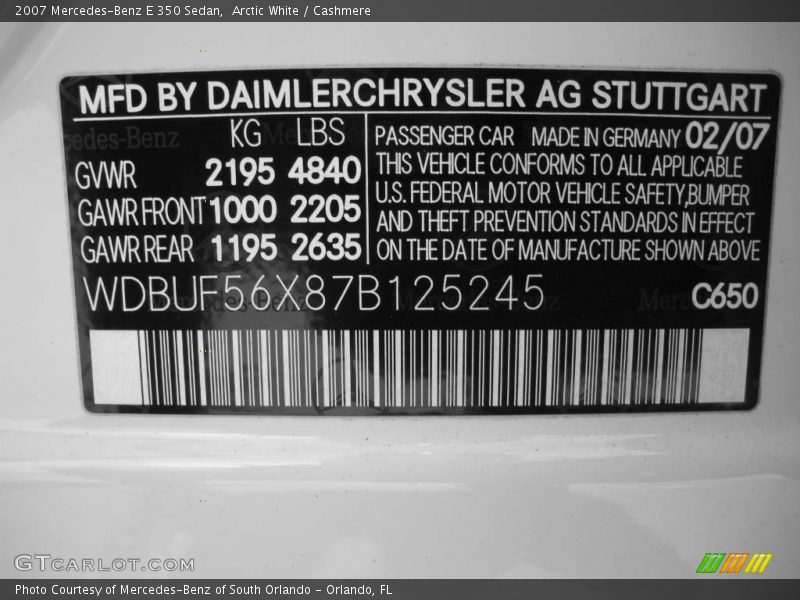 2007 Mercedes-Benz E 350 Sedan,  Arctic White / Cashmere
MFD BY DAIMLERCHRYSLER AG STUTTGART
KG LBS
GVWR 2195 4840
GAWR FRONT 1000 2205
GAWR REAR 1195 2635
PASSENGER CAR MADE IN GERMANY 02/07
THIS VEHICLE CONFORMS TO ALL APPLICABLE
U.S. FEDERAL MOTOR VEHICLE SAFETY,BUMPER
AND THEFT PREVENTION STANDARDS IN EFFECT
ON THE DATE OF MANUFACTURE SHOWN ABOVE
WDBUF56X87B125245 C650
GTCARLOT.COM
Photo Courtesy of Mercedes-Benz of South Orlando - Orlando, FL